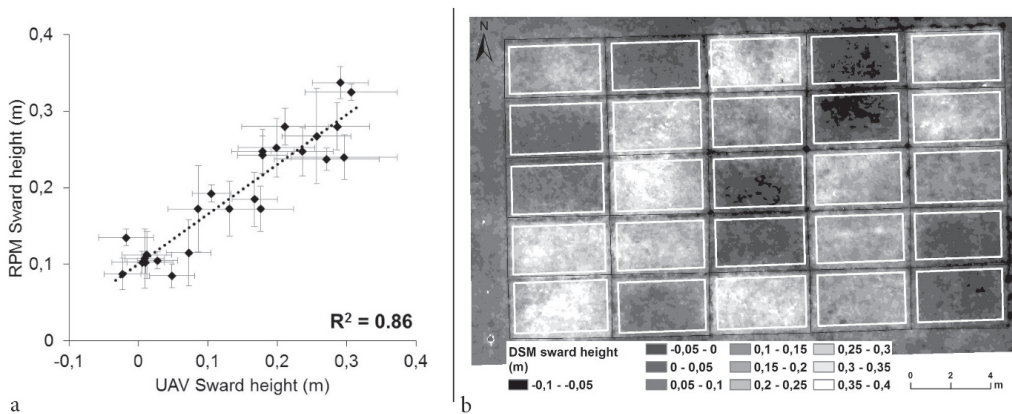 a
0,4
0,3
0,2
0,1
0
RPM Sward height (m)
R² = 0.86
-0,1 0 0,1 0,2 0,3 0,4
UAV Sward height (m)
b
N
DSM sward height
(m)
-0,1 - -0,05
-0,05 - 0
0 - 0,05
0,05 - 0,1
0,1 - 0,15
0,15 - 0,2
0,2 - 0,25
0,25 - 0,3
0,3 - 0,35
0,35 - 0,4
0 2 4
m
a
b